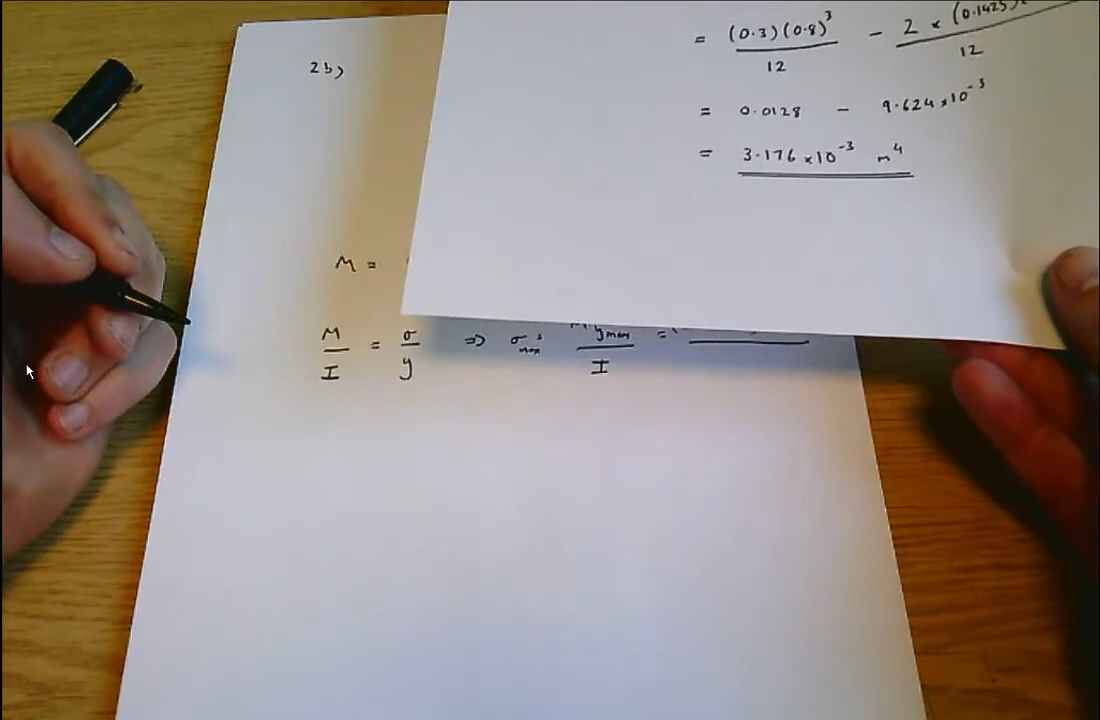 = (0.3)(0.8)³/12 - 2 × (0.1425)
12
= 0.0128 - 9.624×10⁻³
= 3.176×10⁻³ m⁴
2b)
M =
M/I = σ/y ⇒ σmax = M ymax/I =